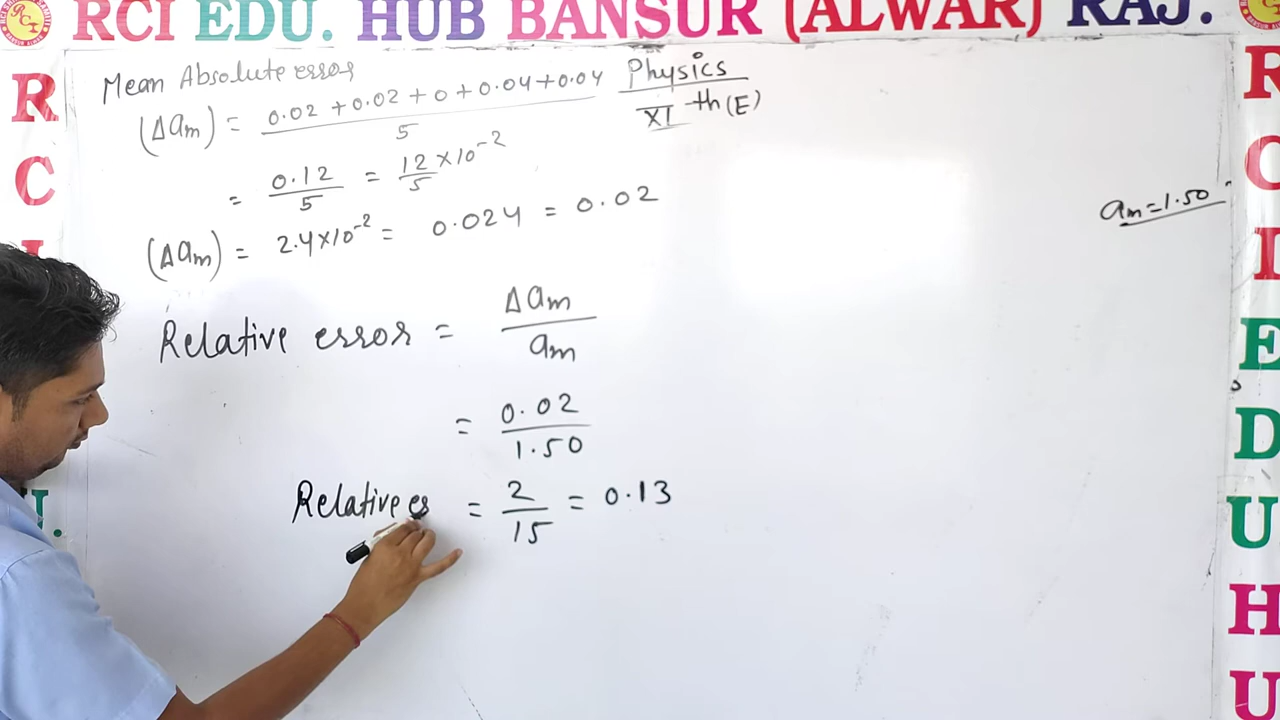 RCI EDU. HUB BANSUR (ALWAR) RAJ.
Mean Absolute error
(Δam) = 0.02 + 0.02 + 0 + 0.04 + 0.04 / 5
= 0.12 / 5 = 12 / 5 × 10⁻²
(Δam) = 2.4 × 10⁻² = 0.024 = 0.02
Relative error = Δam / am
= 0.02 / 1.50
Relative er = 2 / 15 = 0.13
Physics
XI th (E)
am = 1.50
R
C
I
U.
R
C
I
E
D
U
H
U